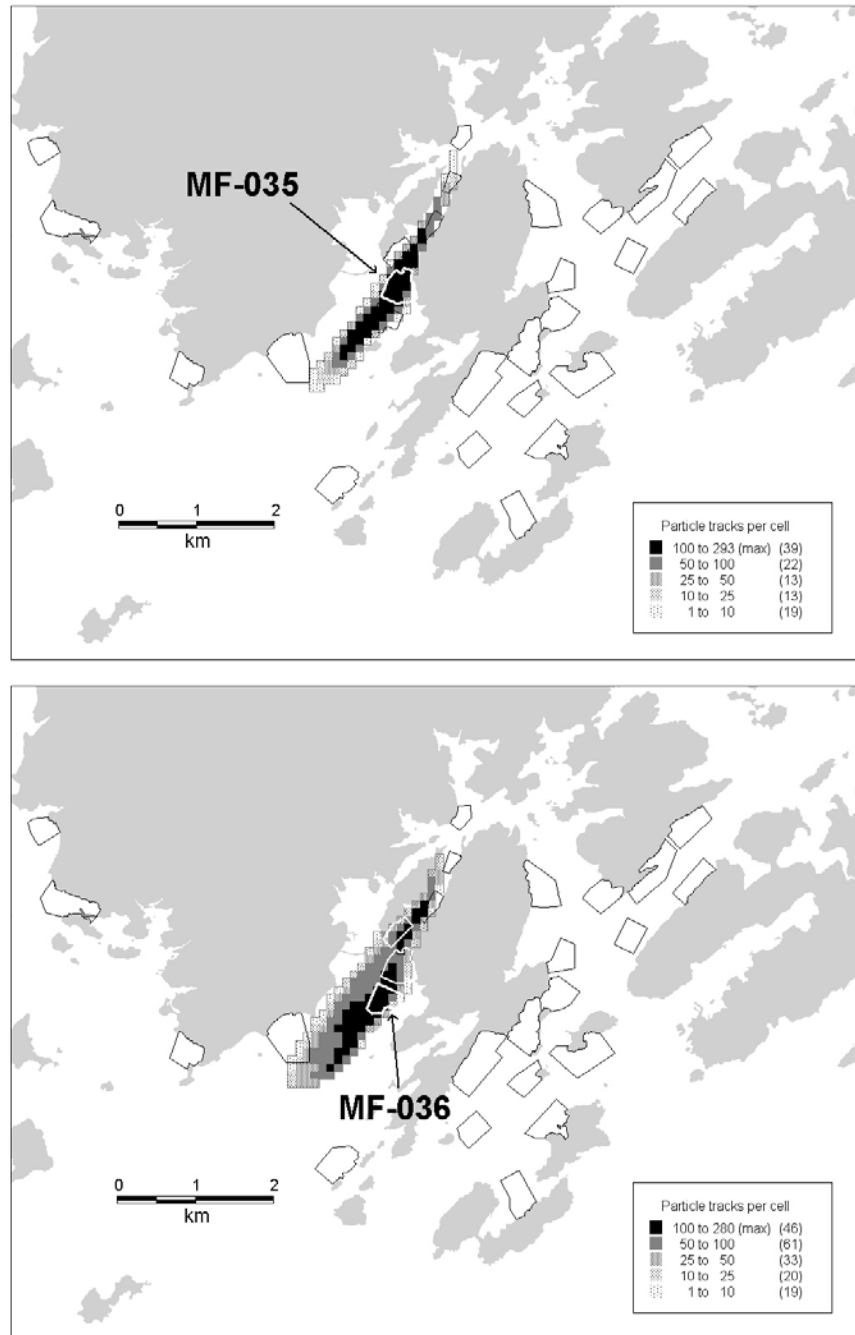 MF-035
0 1 2
km
Particle tracks per cell
100 to 293 (max) (39)
50 to 100 (22)
25 to 50 (13)
10 to 25 (13)
1 to 10 (19)
MF-036
0 1 2
km
Particle tracks per cell
100 to 280 (max) (46)
50 to 100 (61)
25 to 50 (33)
10 to 25 (20)
1 to 10 (19)